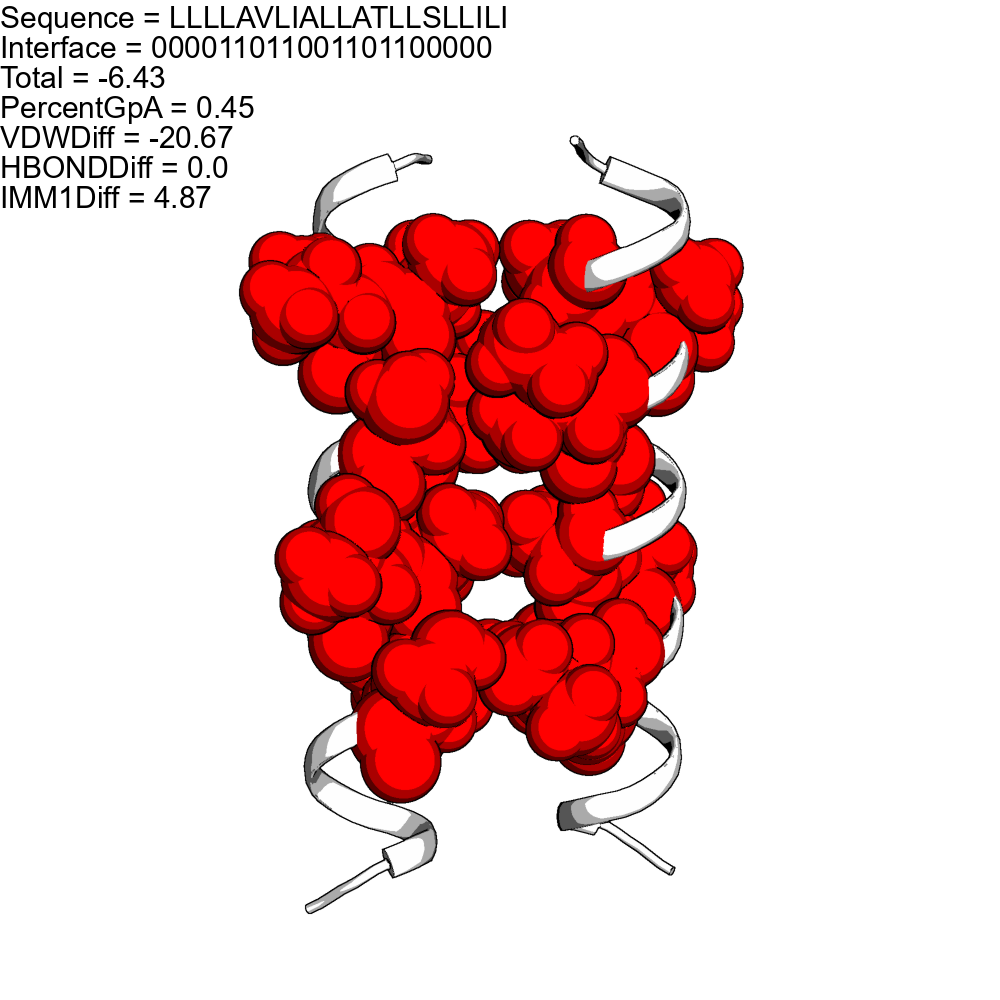 Sequence = LLLLAVLIALLATLLSLLILI
Interface = 000011011001101100000
Total = -6.43
PercentGpA = 0.45
VDWDiff = -20.67
HBONDDiff = 0.0
IMM1Diff = 4.87